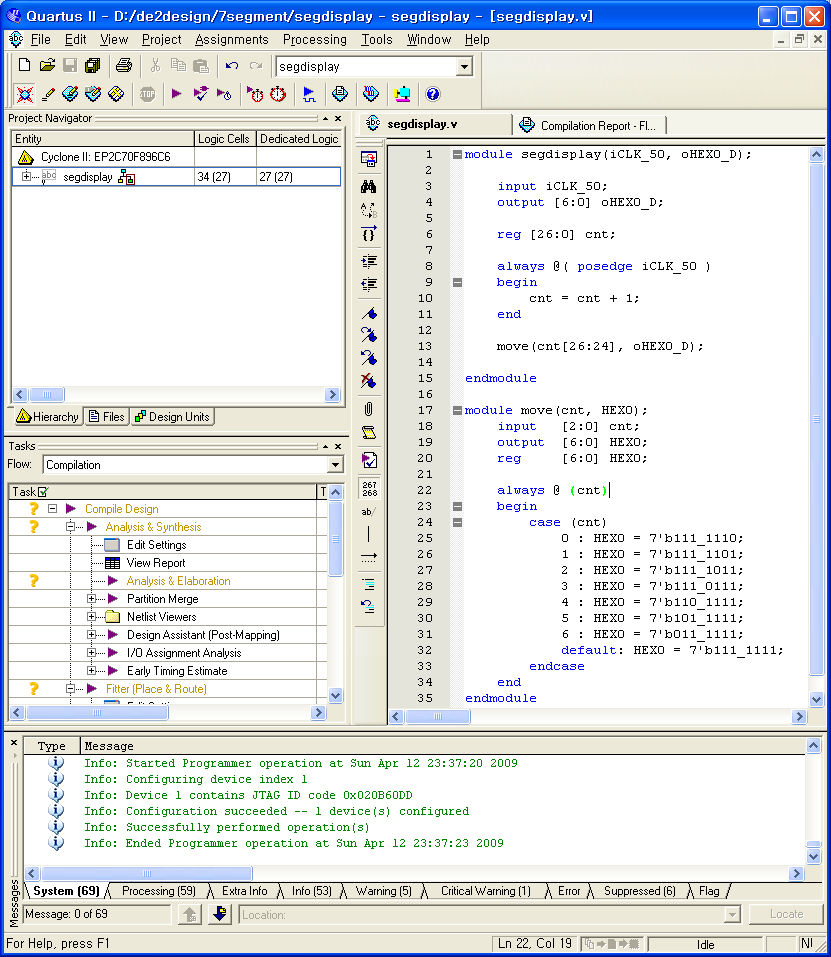 Quartus II - D:/de2design/7segment/segdisplay - segdisplay - [segdisplay.v]
File Edit View Project Assignments Processing Tools Window Help
segdisplay
Project Navigator
Entity Logic Cells Dedicated Logic
Cyclone II: EP2C70F896C6
abc segdisplay 34 (27) 27 (27)
Hierarchy Files Design Units
Tasks
Flow: Compilation
Task T
Compile Design
Analysis & Synthesis
Edit Settings
View Report
Analysis & Elaboration
Partition Merge
Netlist Viewers
Design Assistant (Post-Mapping)
I/O Assignment Analysis
Early Timing Estimate
Fitter (Place & Route)
segdisplay.v Compilation Report - Fl...
267
268
ab/
1 module segdisplay(iCLK_50, oHEX0_D);
2
3 input iCLK_50;
4 output [6:0] oHEX0_D;
5
6 reg [26:0] cnt;
7
8 always @( posedge iCLK_50 )
9 begin
10 cnt = cnt + 1;
11 end
12
13 move(cnt[26:24], oHEX0_D);
14
15 endmodule
16
17 module move(cnt, HEX0);
18 input [2:0] cnt;
19 output [6:0] HEX0;
20 reg [6:0] HEX0;
21
22 always @ (cnt)
23 begin
24 case (cnt)
25 0 : HEX0 = 7'b111_1110;
26 1 : HEX0 = 7'b111_1101;
27 2 : HEX0 = 7'b111_1011;
28 3 : HEX0 = 7'b111_0111;
29 4 : HEX0 = 7'b110_1111;
30 5 : HEX0 = 7'b101_1111;
31 6 : HEX0 = 7'b011_1111;
32 default: HEX0 = 7'b111_1111;
33 endcase
34 end
35 endmodule
Type Message
Info: Started Programmer operation at Sun Apr 12 23:37:20 2009
Info: Configuring device index 1
Info: Device 1 contains JTAG ID code 0x020B60DD
Info: Configuration succeeded -- 1 device(s) configured
Info: Successfully performed operation(s)
Info: Ended Programmer operation at Sun Apr 12 23:37:23 2009
System (69) Processing (59) Extra Info Info (53) Warning (5) Critical Warning (1) Error Suppressed (6) Flag
Messages
Message: 0 of 69 Location: Locate
For Help, press F1 Ln 22, Col 19 Idle NI